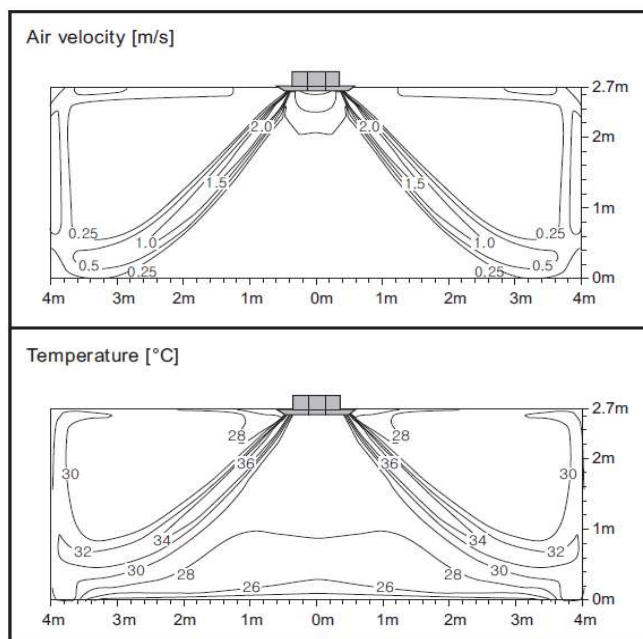 Air velocity [m/s]
2.7m
2.0 2.0 2m
1.5 1.5
1m
0.25 0.25
1.0 1.0
0.5 0.25 0.25 0.5 0m
4m 3m 2m 1m 0m 1m 2m 3m 4m
Temperature [°C]
2.7m
28 28
30 36 36 30 2m
34 34 1m
32 32
30 30
28 28
26 26
0m
4m 3m 2m 1m 0m 1m 2m 3m 4m